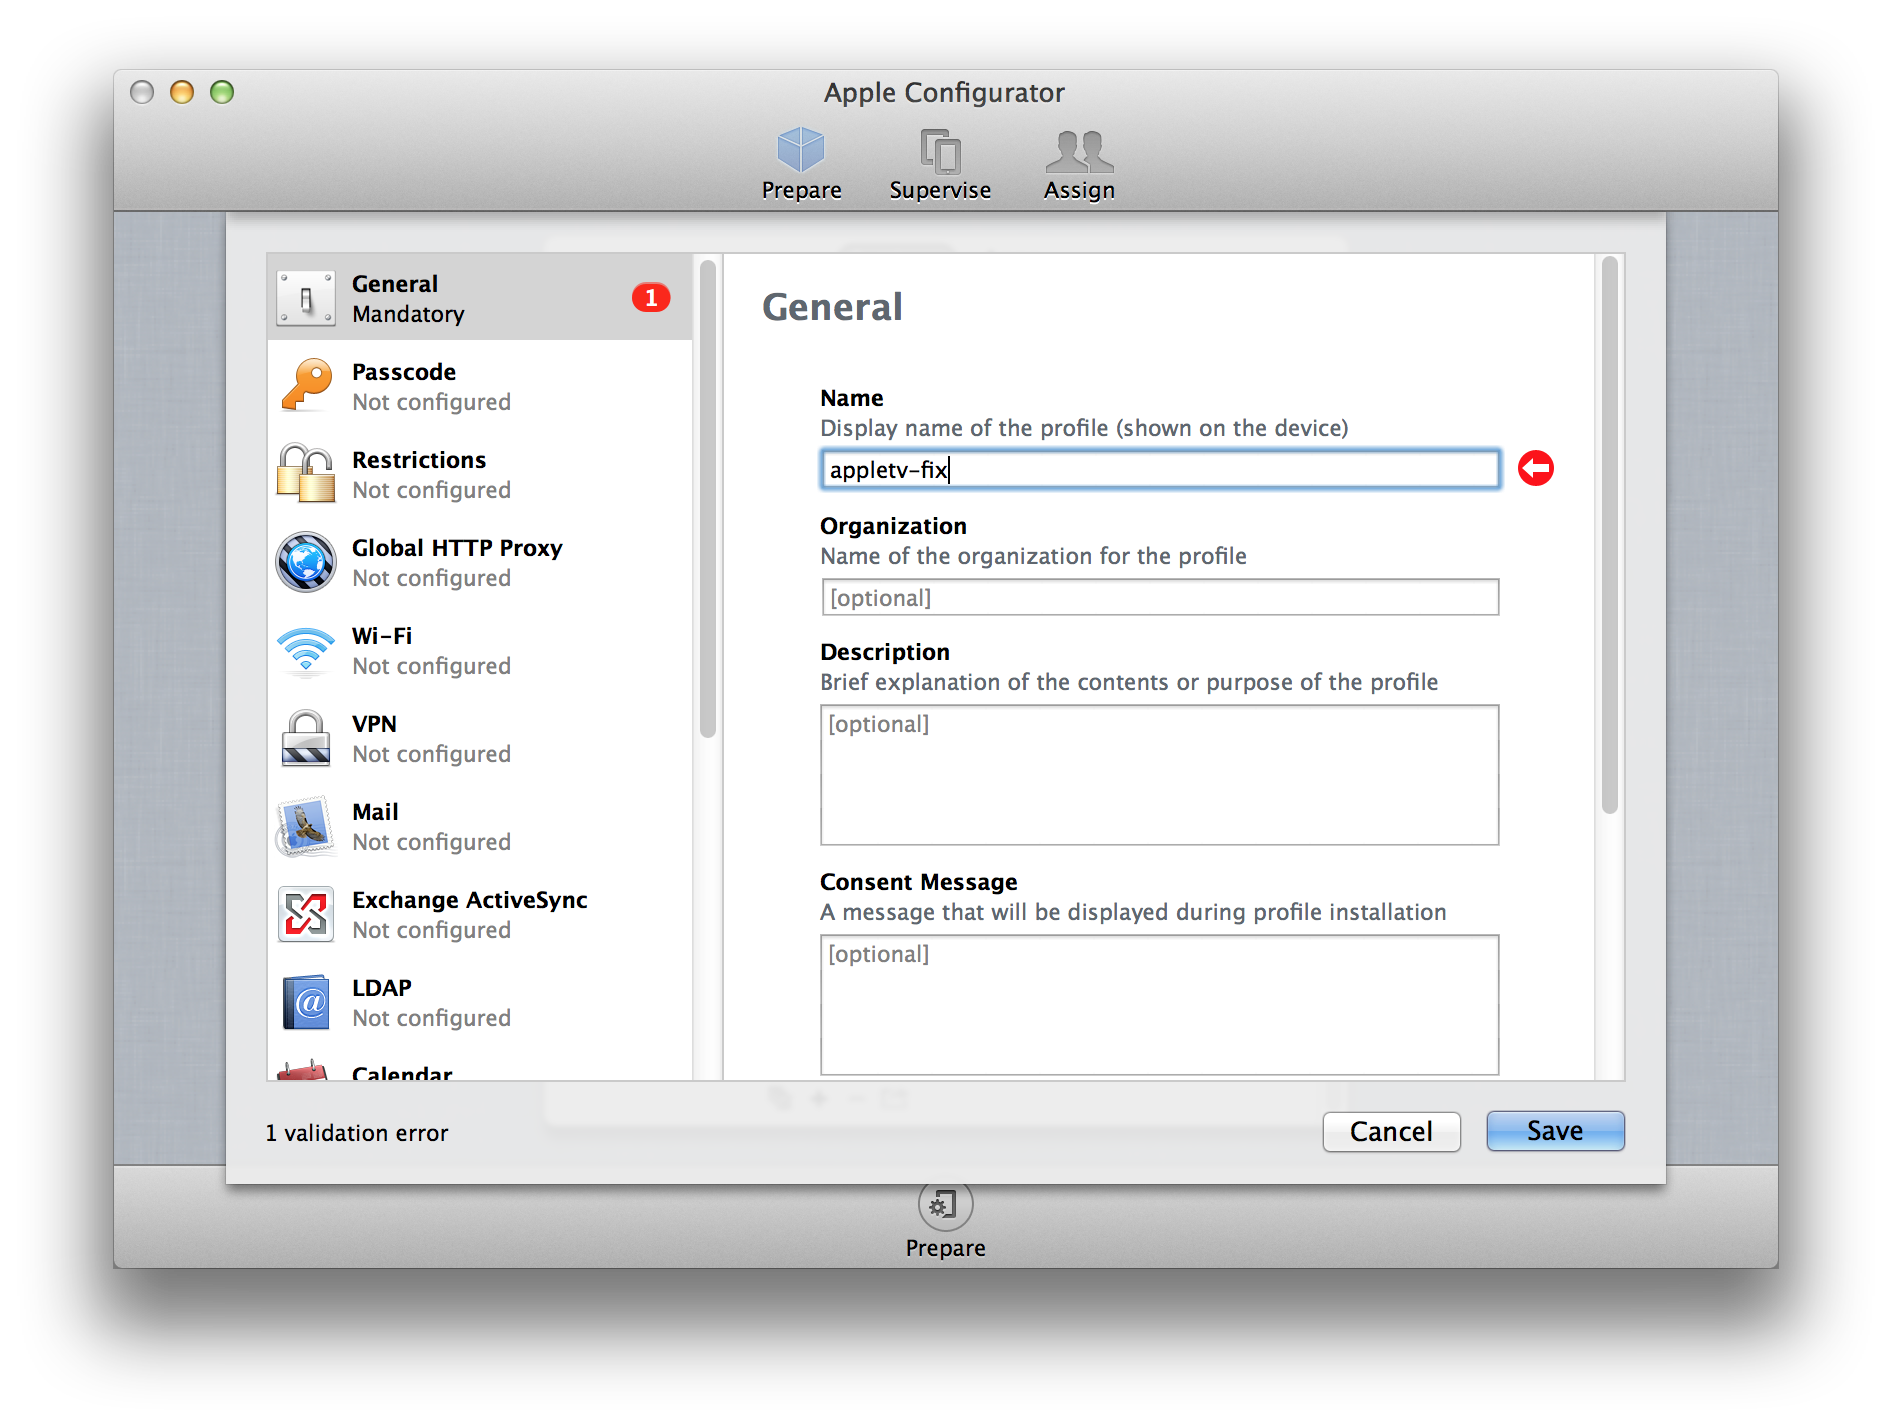 Apple Configurator
Prepare
Supervise
Assign
General
Mandatory
1
Passcode
Not configured
Restrictions
Not configured
Global HTTP Proxy
Not configured
Wi-Fi
Not configured
VPN
Not configured
Mail
Not configured
Exchange ActiveSync
Not configured
LDAP
Not configured
Calendar
General
Name
Display name of the profile (shown on the device)
appletv-fix
Organization
Name of the organization for the profile
[optional]
Description
Brief explanation of the contents or purpose of the profile
[optional]
Consent Message
A message that will be displayed during profile installation
[optional]
1 validation error
Cancel
Save
Prepare